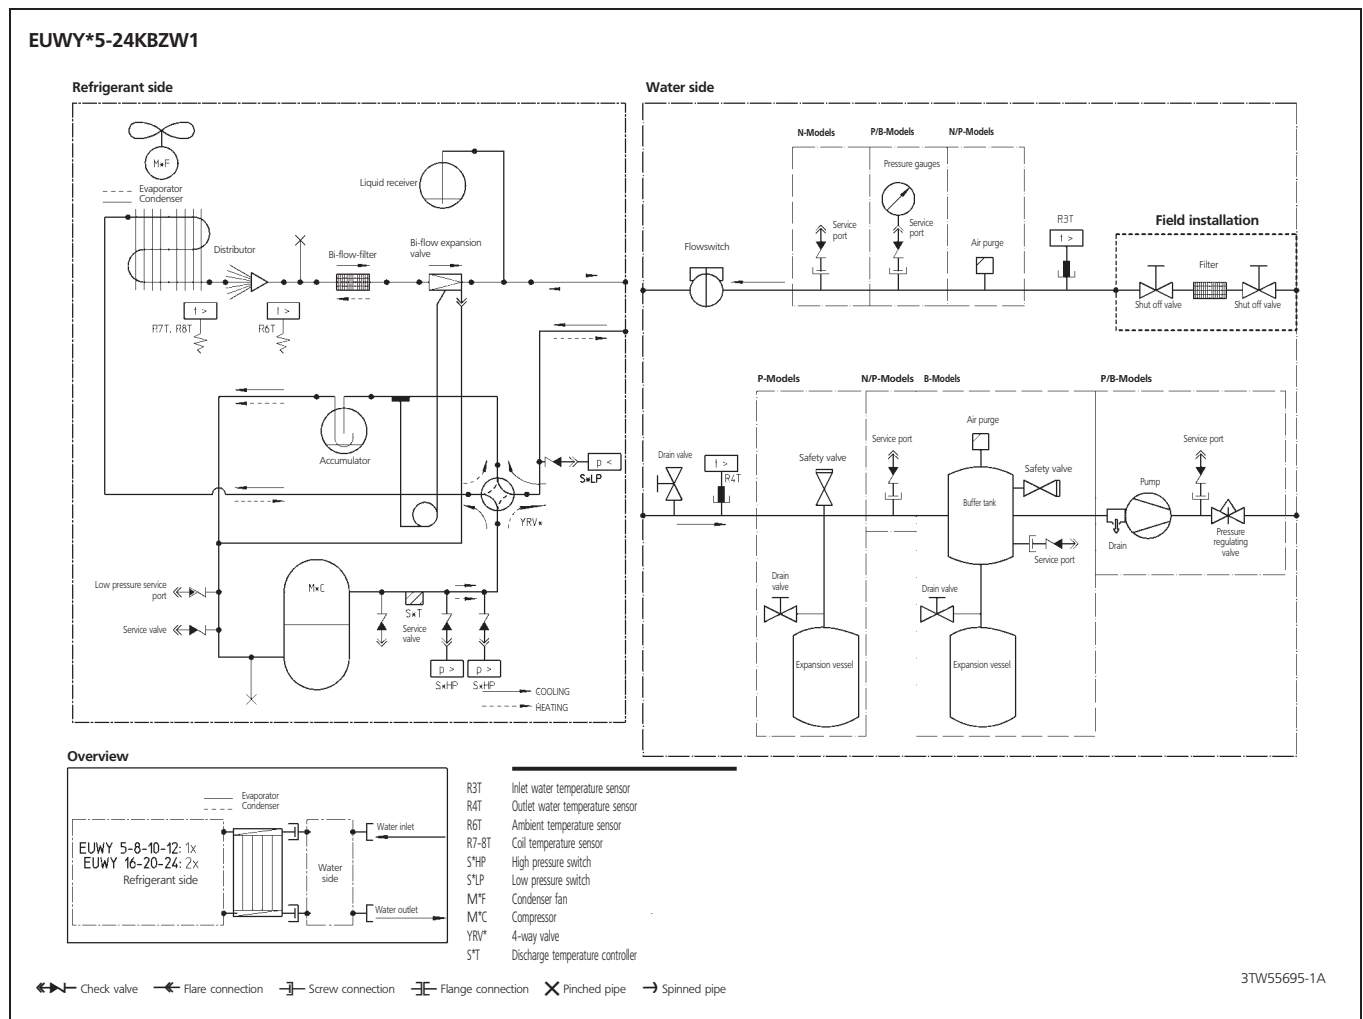 EUWY*5-24KBZW1
Refrigerant side
Water side
M*F
Evaporator
Condenser
Liquid receiver
Distributor
Bi-flow-filter
Bi-flow expansion
valve
t >
R7T, R8T
t >
R6T
Accumulator
p <
S*LP
YRV*
Low pressure service
port
Service valve
M*C
S*T
Service
valve
p >
p >
S*HP
S*HP
COOLING
HEATING
N-Models
P/B-Models
N/P-Models
Pressure gauges
Service
port
Service
port
Air purge
Flowswitch
R3T
t >
Field installation
Filter
Shut off valve
Shut off valve
P-Models
N/P-Models
B-Models
P/B-Models
Drain valve
t >
R4T
Safety valve
Service port
Air purge
Safety valve
Buffer tank
Service port
Pump
Service port
Drain
Pressure
regulating
valve
Drain
valve
Drain valve
Expansion vessel
Expansion vessel
Overview
Evaporator
Condenser
EUWY 5-8-10-12: 1x
EUWY 16-20-24: 2x
Refrigerant side
Water
side
Water inlet
Water outlet
R3T Inlet water temperature sensor
R4T Outlet water temperature sensor
R6T Ambient temperature sensor
R7-8T Coil temperature sensor
S*HP High pressure switch
S*LP Low pressure switch
M*F Condenser fan
M*C Compressor
YRV* 4-way valve
S*T Discharge temperature controller
Check valve Flare connection Screw connection Flange connection Pinched pipe Spinned pipe
3TW55695-1A